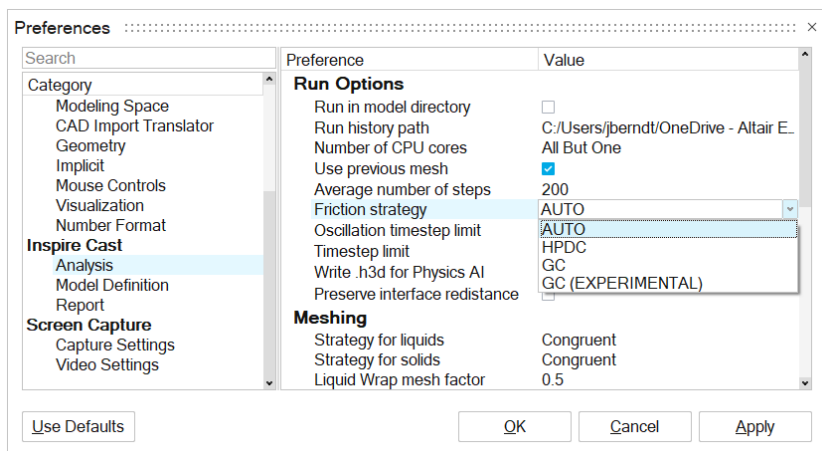 Preferences
Search
Category
Modeling Space
CAD Import Translator
Geometry
Implicit
Mouse Controls
Visualization
Number Format
Inspire Cast
Analysis
Model Definition
Report
Screen Capture
Capture Settings
Video Settings
Preference Value
Run Options
Run in model directory
Run history path C:/Users/jberndt/OneDrive - Altair E...
Number of CPU cores All But One
Use previous mesh
Average number of steps 200
Friction strategy AUTO
Oscillation timestep limit AUTO
Timestep limit HPDC
Write .h3d for Physics AI GC
Preserve interface redistance GC (EXPERIMENTAL)
Meshing
Strategy for liquids Congruent
Strategy for solids Congruent
Liquid Wrap mesh factor 0.5
Use Defaults OK Cancel Apply